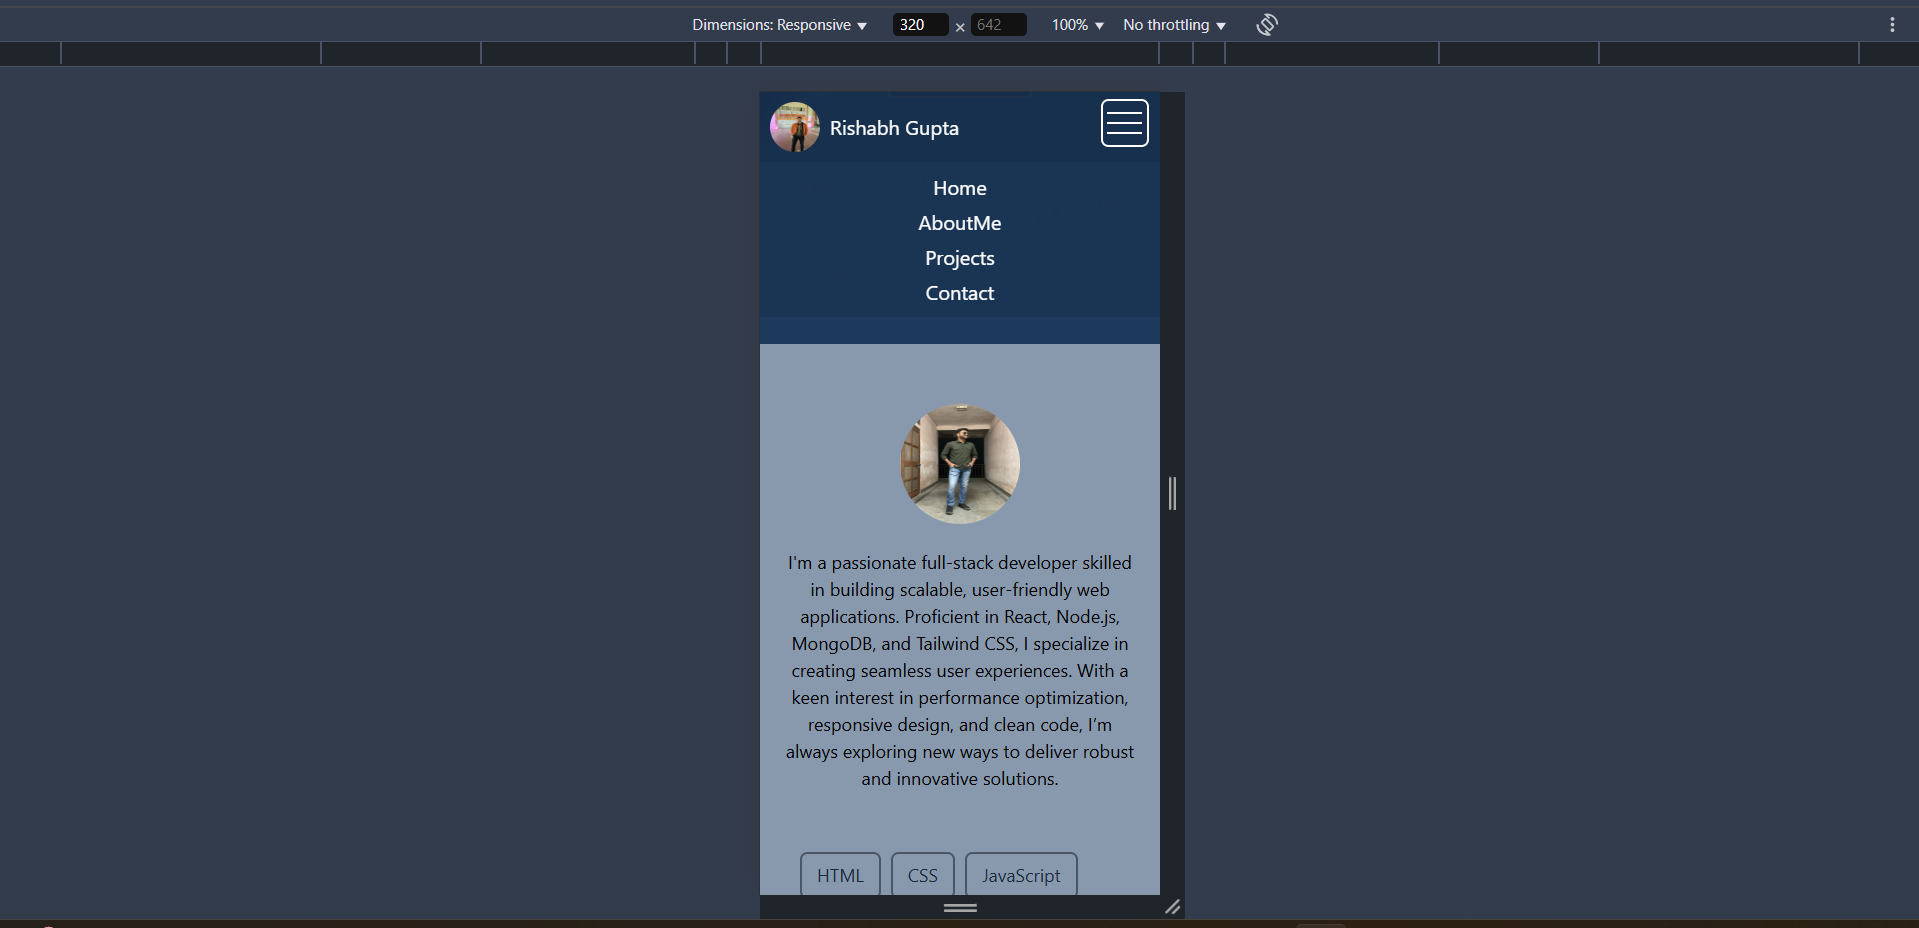 Dimensions: Responsive 320 × 642 100% No throttling
Rishabh Gupta
Home
AboutMe
Projects
Contact
I'm a passionate full-stack developer skilled
in building scalable, user-friendly web
applications. Proficient in React, Node.js,
MongoDB, and Tailwind CSS, I specialize in
creating seamless user experiences. With a
keen interest in performance optimization,
responsive design, and clean code, I’m
always exploring new ways to deliver robust
and innovative solutions.
HTML CSS JavaScript